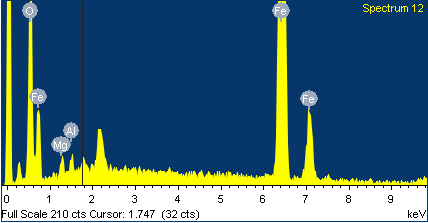 Spectrum 12
O
Fe
Fe
Fe
Al
Mg
0 1 2 3 4 5 6 7 8 9
Full Scale 210 cts Cursor: 1.747 (32 cts) keV